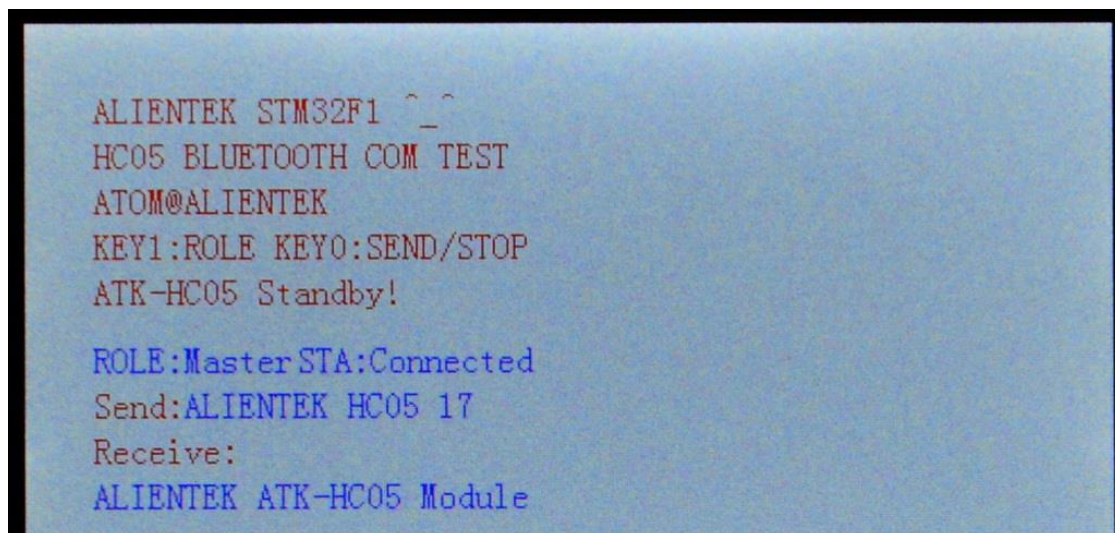 ALIENTEK STM32F1 ^_^
HC05 BLUETOOTH COM TEST
ATOM@ALIENTEK
KEY1:ROLE KEY0:SEND/STOP
ATK-HC05 Standby!
ROLE:Master STA:Connected
Send:ALIENTEK HC05 17
Receive:
ALIENTEK ATK-HC05 Module